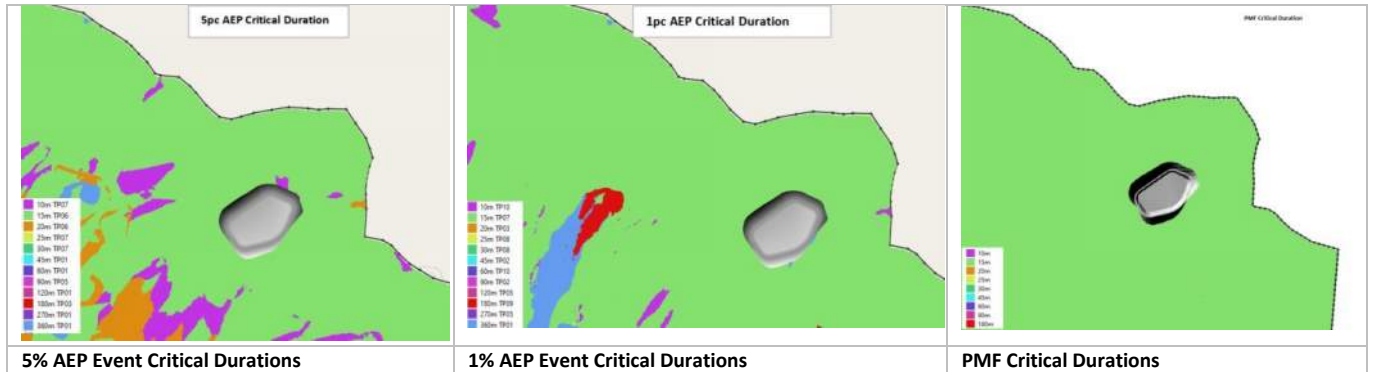 5pc AEP Critical Duration
10m TP07
15m TP06
20m TP06
25m TP07
30m TP07
45m TP01
60m TP01
90m TP05
120m TP01
180m TP03
270m TP01
360m TP01
5% AEP Event Critical Durations
1pc AEP Critical Duration
10m TP10
15m TP07
20m TP03
25m TP08
30m TP08
45m TP02
60m TP10
90m TP02
120m TP05
180m TP09
270m TP05
360m TP01
1% AEP Event Critical Durations
PMF Critical Duration
10m
15m
20m
25m
30m
45m
60m
90m
180m
PMF Critical Durations